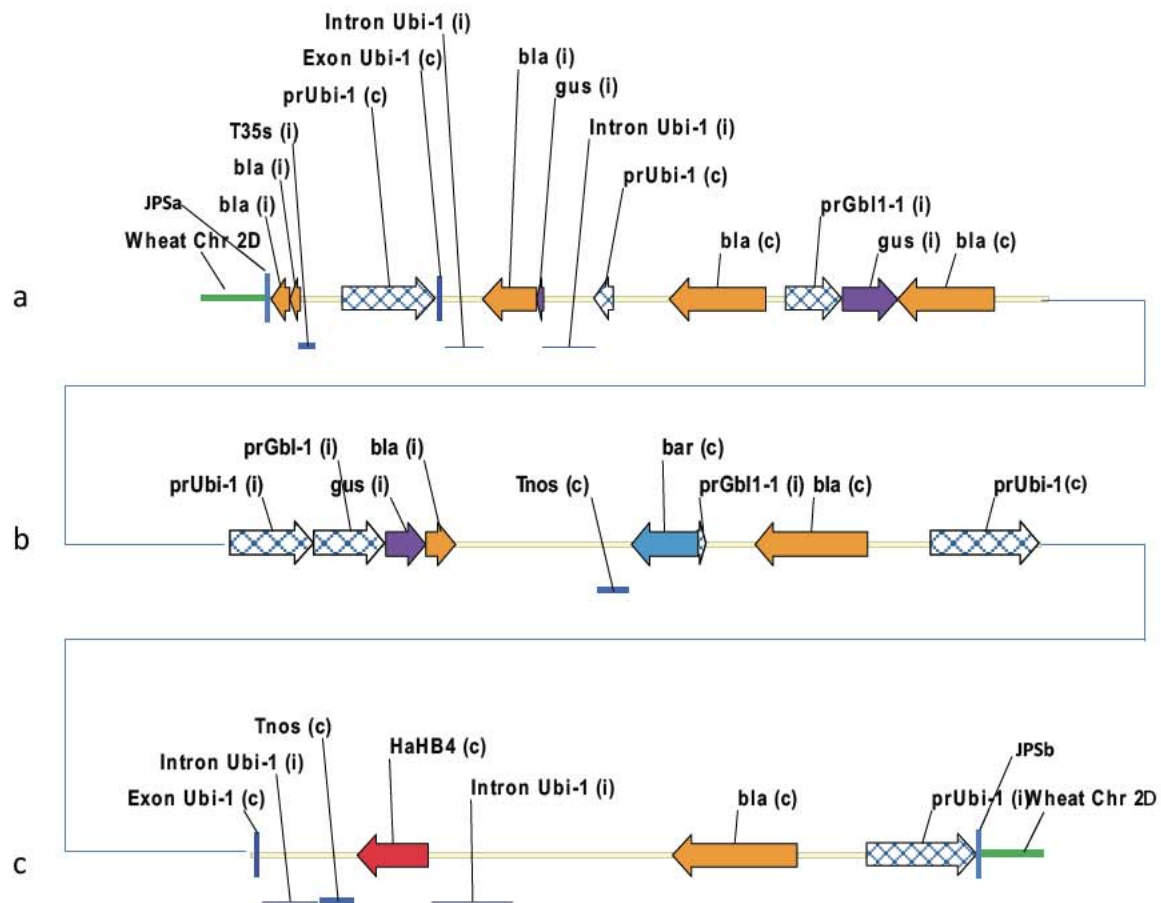 Intron Ubi-1 (i)
Exon Ubi-1 (c)
bla (i)
gus (i)
prUbi-1 (c)
T35s (i)
Intron Ubi-1 (i)
bla (i)
prUbi-1 (c)
JPSa
bla (i)
prGbl1-1 (i)
Wheat Chr 2D
bla (c)
gus (i)
bla (c)
a
prGbl-1 (i)
bla (i)
bar (c)
prUbi-1 (i)
gus (i)
Tnos (c)
prGbl1-1 (i)
bla (c)
prUbi-1(c)
b
Tnos (c)
HaHB4 (c)
JPSb
Intron Ubi-1 (i)
Intron Ubi-1 (i)
Exon Ubi-1 (c)
bla (c)
prUbi-1 (i)
Wheat Chr 2D
c